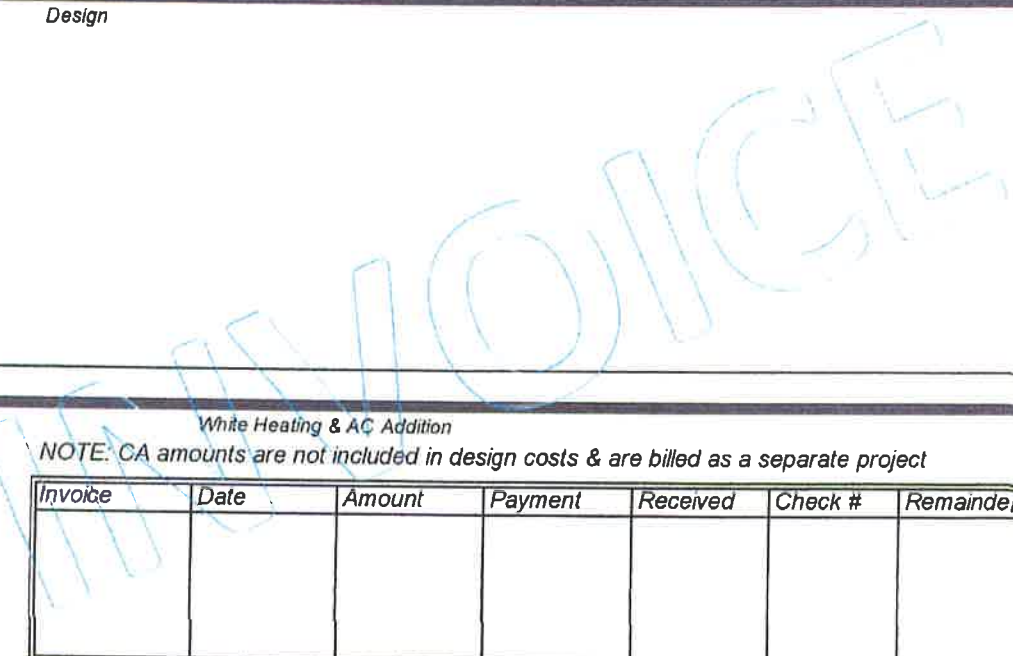 Design
INVOICE
White Heating & AC Addition
NOTE: CA amounts are not included in design costs & are billed as a separate project
Invoice Date Amount Payment Received Check # Remainder